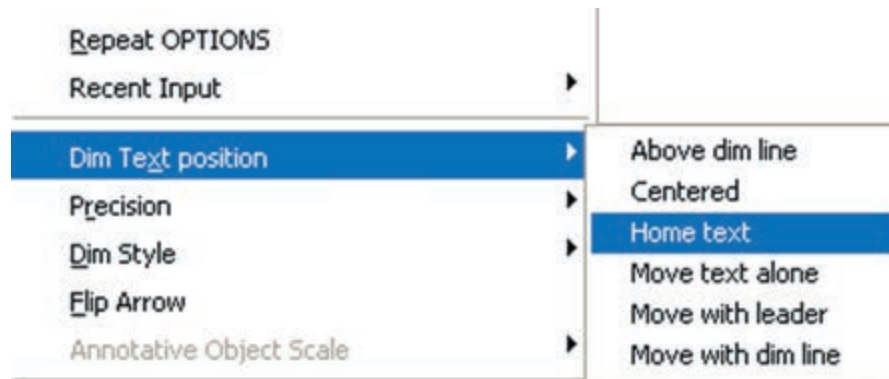 Repeat OPTIONS
Recent Input
Dim Text position
Precision
Dim Style
Flip Arrow
Annotative Object Scale
Above dim line
Centered
Home text
Move text alone
Move with leader
Move with dim line